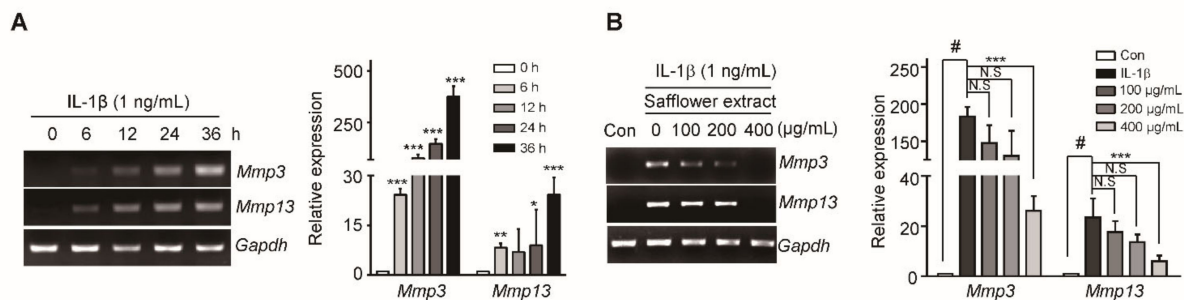 A
IL-1β (1 ng/mL)
0 6 12 24 36 h
Mmp3
Mmp13
Gapdh
Relative expression
500
250
30
15
0
***
***
***
***
**
*
***
Mmp3 Mmp13
0 h
6 h
12 h
24 h
36 h
B
IL-1β (1 ng/mL)
Safflower extract
Con 0 100 200 400 (μg/mL)
Mmp3
Mmp13
Gapdh
Relative expression
250
200
150
40
20
0
#
***
N.S
N.S
#
***
N.S
N.S
Mmp3 Mmp13
Con
IL-1β
100 μg/mL
200 μg/mL
400 μg/mL